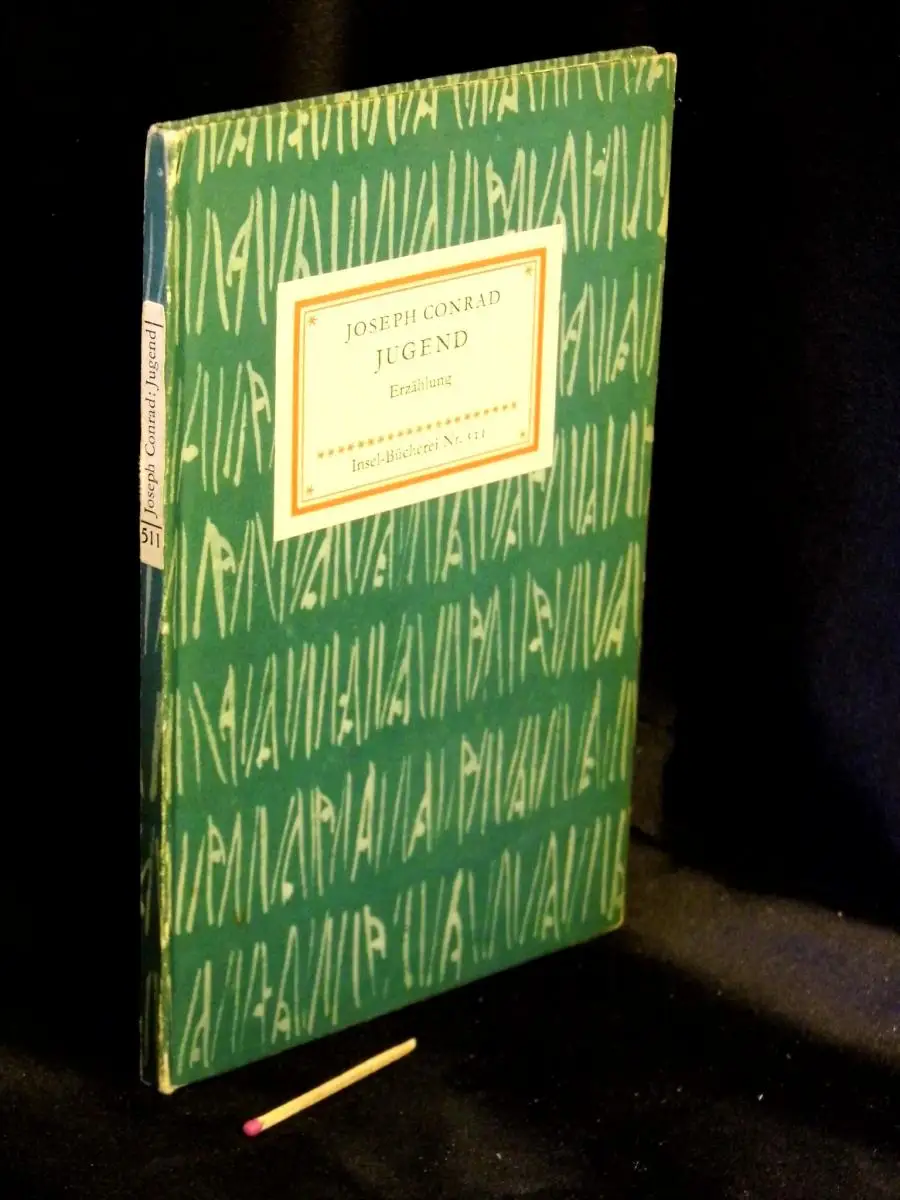 JOSEPH CONRAD
JUGEND
Erzählung
Insel-Bücherei Nr. 511
511
Joseph Conrad: Jugend